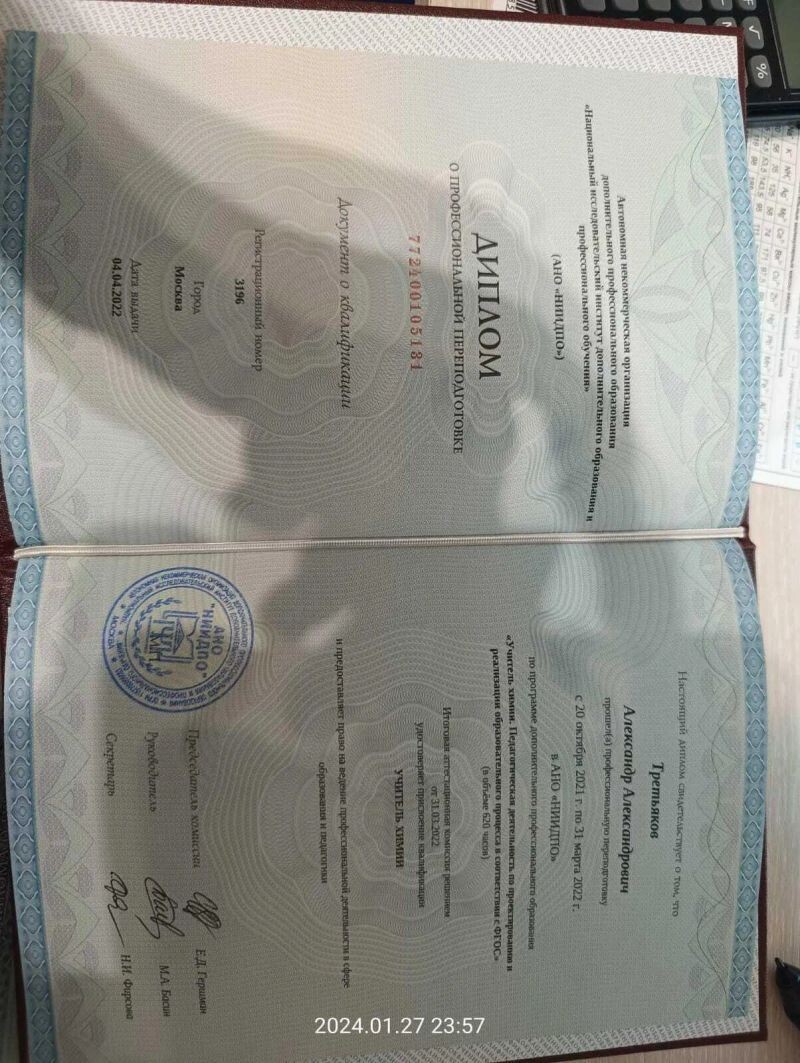 Автономная некоммерческая организация
дополнительного профессионального образования
«Национальный исследовательский институт дополнительного образования и
профессионального обучения»
(АНО «НИИДПО»)
ДИПЛОМ
О ПРОФЕССИОНАЛЬНОЙ ПЕРЕПОДГОТОВКЕ
772400105181
Документ о квалификации
Регистрационный номер
3196
Город
Москва
Дата выдачи
04.04.2022
Настоящий диплом свидетельствует о том, что
Третьяков
Александр Александрович
прошел(а) профессиональную переподготовку
с 20 октября 2021 г. по 31 марта 2022 г.
в АНО «НИИДПО»
по программе дополнительного профессионального образования
«Учитель химии. Педагогическая деятельность по проектированию и
реализации образовательного процесса в соответствии с ФГОС»
(в объёме 620 часов)
Итоговая аттестационная комиссия решением
от 31.03.2022
удостоверяет присвоение квалификации
УЧИТЕЛЬ ХИМИИ
и предоставляет право на ведение профессиональной деятельности в сфере
образования и педагогики
Председатель комиссии Е.Д. Гершман
Руководитель М.А. Басин
Секретарь Н.И. Фирсова
АНО
"НИИДПО"
М.П.
МОСКВА
2024.01.27 23:57